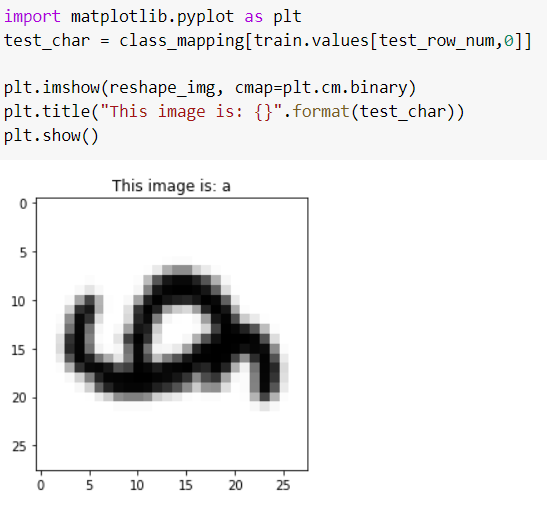 import matplotlib.pyplot as plt
test_char = class_mapping[train.values[test_row_num,0]]
plt.imshow(reshape_img, cmap=plt.cm.binary)
plt.title("This image is: {}".format(test_char))
plt.show()
This image is: a
0
5
10
15
20
25
0 5 10 15 20 25